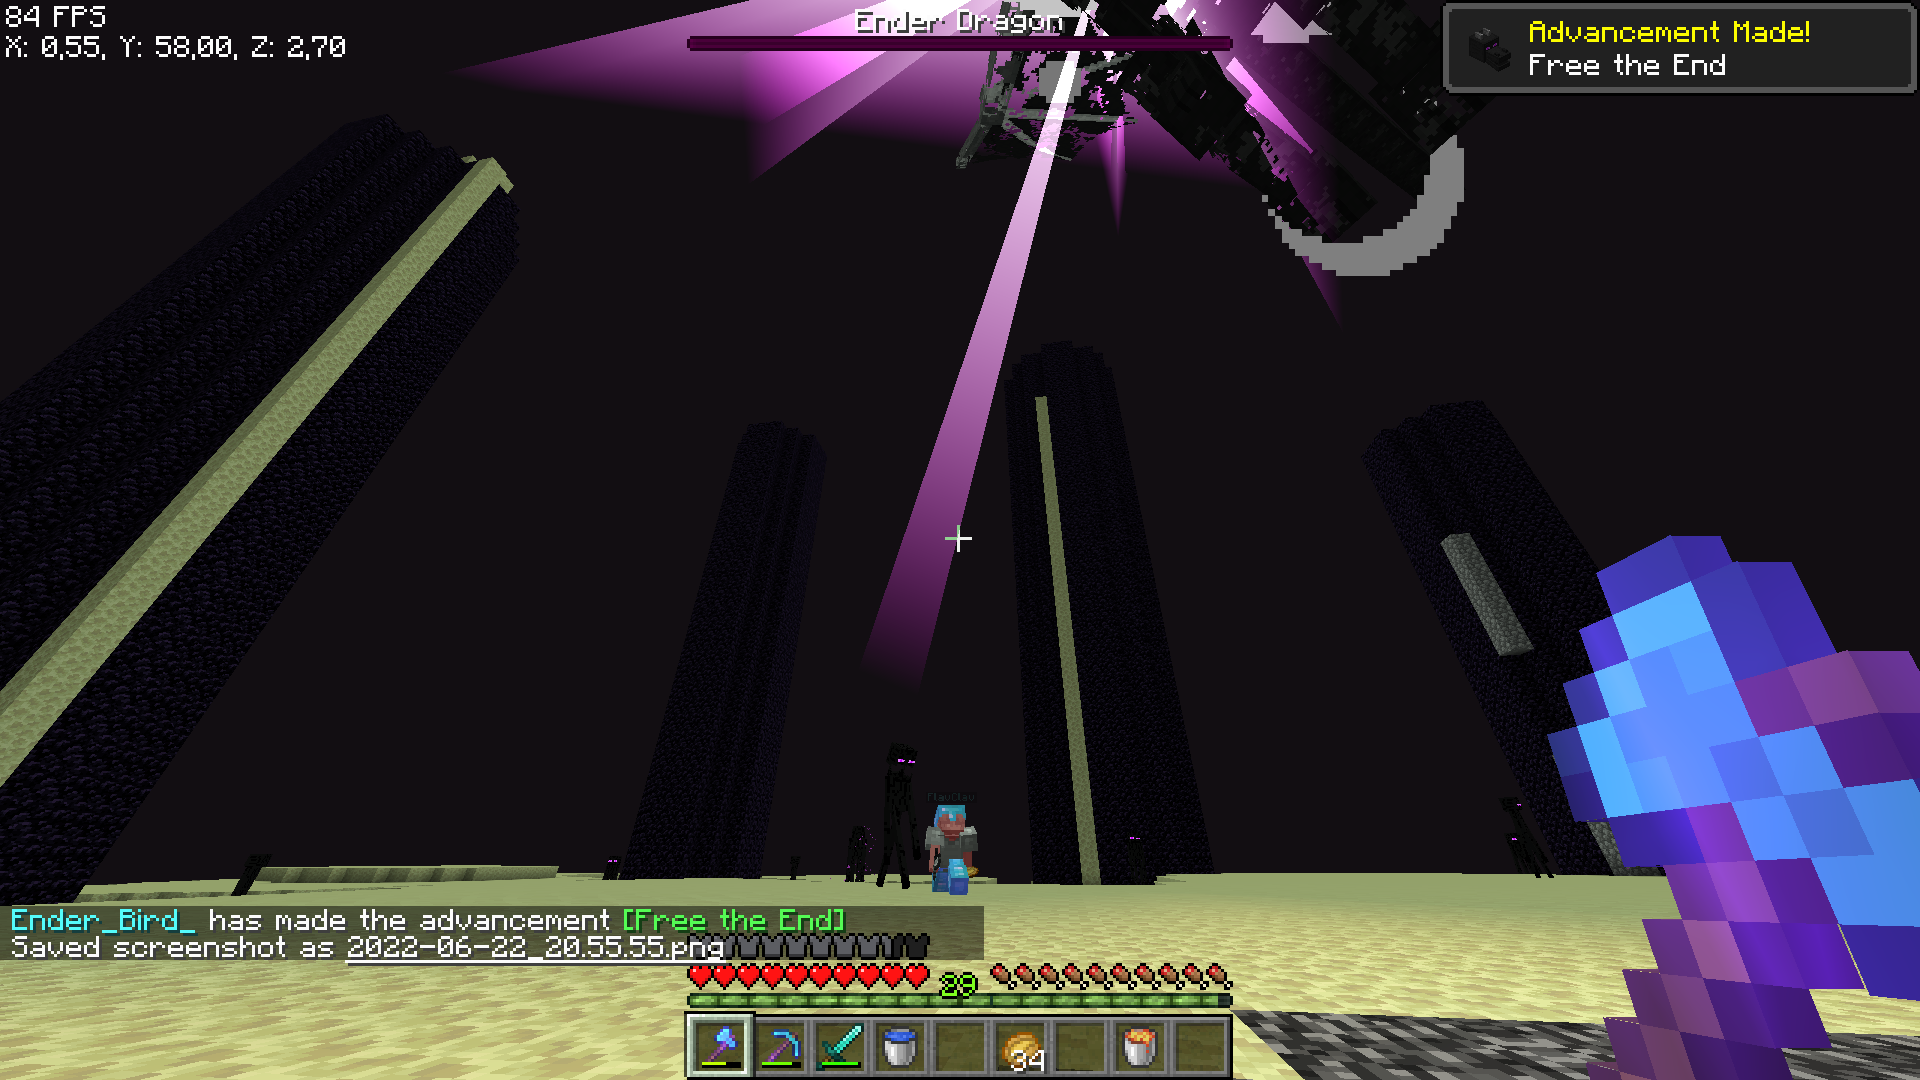 84 FPS
X: 0,55, Y: 58,00, Z: 2,70
Ender Dragon
Advancement Made!
Free the End
FlavClav
Ender_Bird_ has made the advancement [Free the End]
Saved screenshot as 2022-06-22_20.55.55.png
29
34